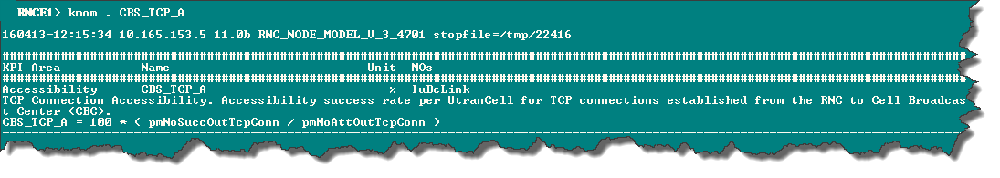 RNCE1> kmom . CBS_TCP_A
160413-12:15:34 10.165.153.5 11.0b RNC_NODE_MODEL_V_3_4701 stopfile=/tmp/22416
####################################################################################################################################
KPI Area Name Unit MOs
####################################################################################################################################
Accessibility CBS_TCP_A % IuBcLink
TCP Connection Accessibility. Accessibility success rate per UtranCell for TCP connections established from the RNC to Cell Broadcas
t Center (CBC).
CBS_TCP_A = 100 * ( pmNoSuccOutTcpConn / pmNoAttOutTcpConn )
------------------------------------------------------------------------------------------------------------------------------------